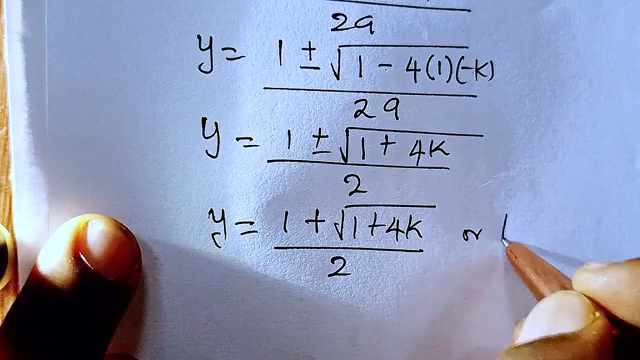 2a
y = 1 ± √1 - 4(1)(-K)
2a
y = 1 ± √1 + 4K
2
y = 1 + √1+4K or
2